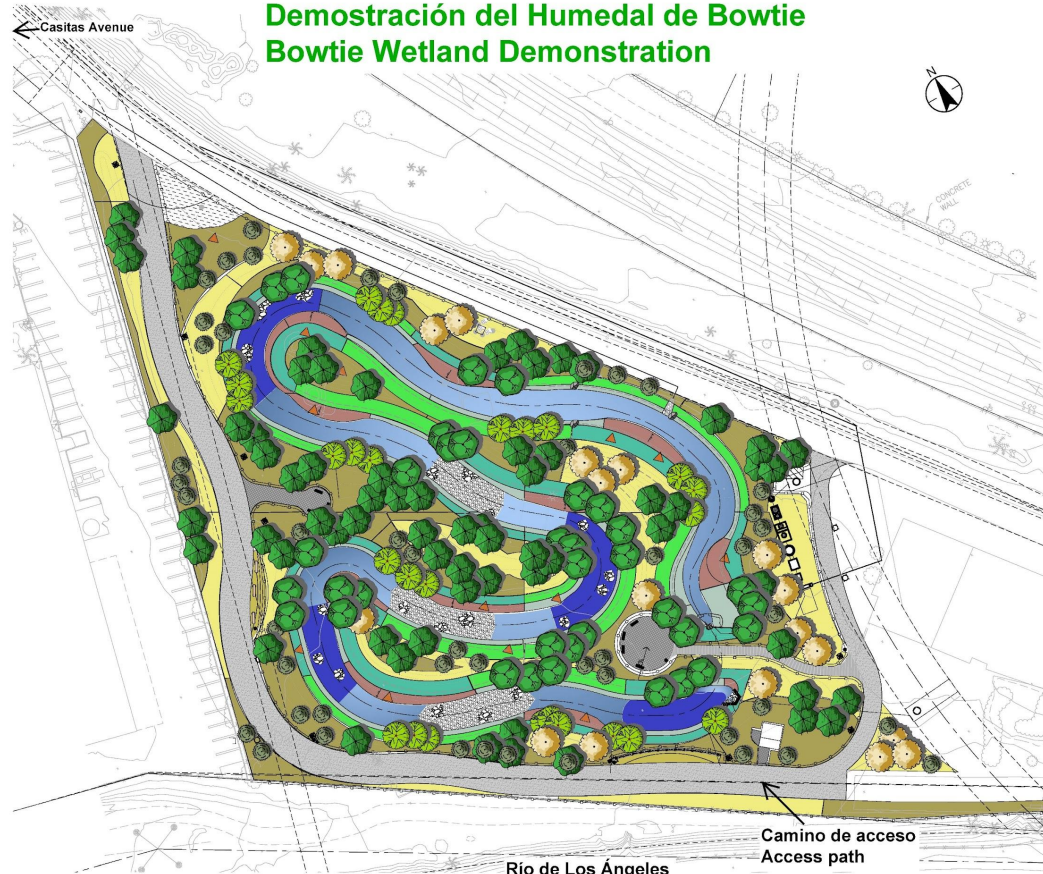 Demostración del Humedal de Bowtie
Bowtie Wetland Demonstration
Casitas Avenue
N
CONCRETE
WALL
Camino de acceso
Access path
Río de Los Ángeles